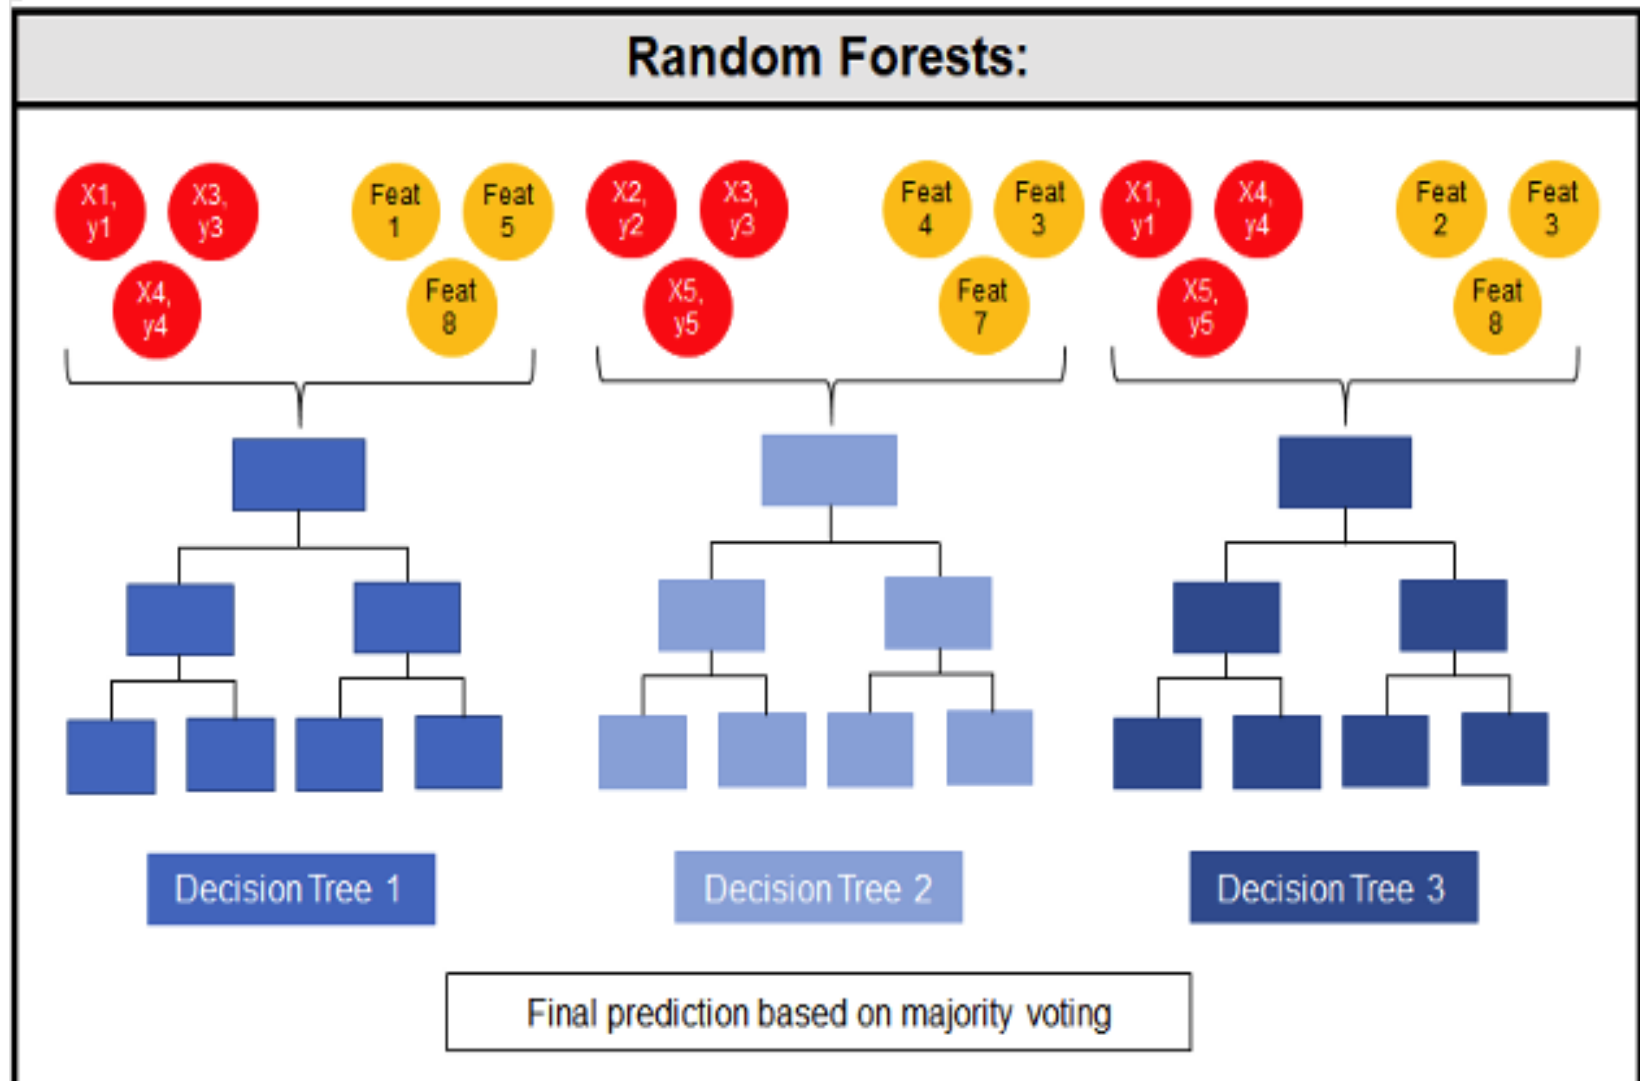 Random Forests:
X1,
y1
X3,
y3
X4,
y4
Feat
1
Feat
5
Feat
8
X2,
y2
X3,
y3
X5,
y5
Feat
4
Feat
3
Feat
7
X1,
y1
X4,
y4
X5,
y5
Feat
2
Feat
3
Feat
8
Decision Tree 1
Decision Tree 2
Decision Tree 3
Final prediction based on majority voting